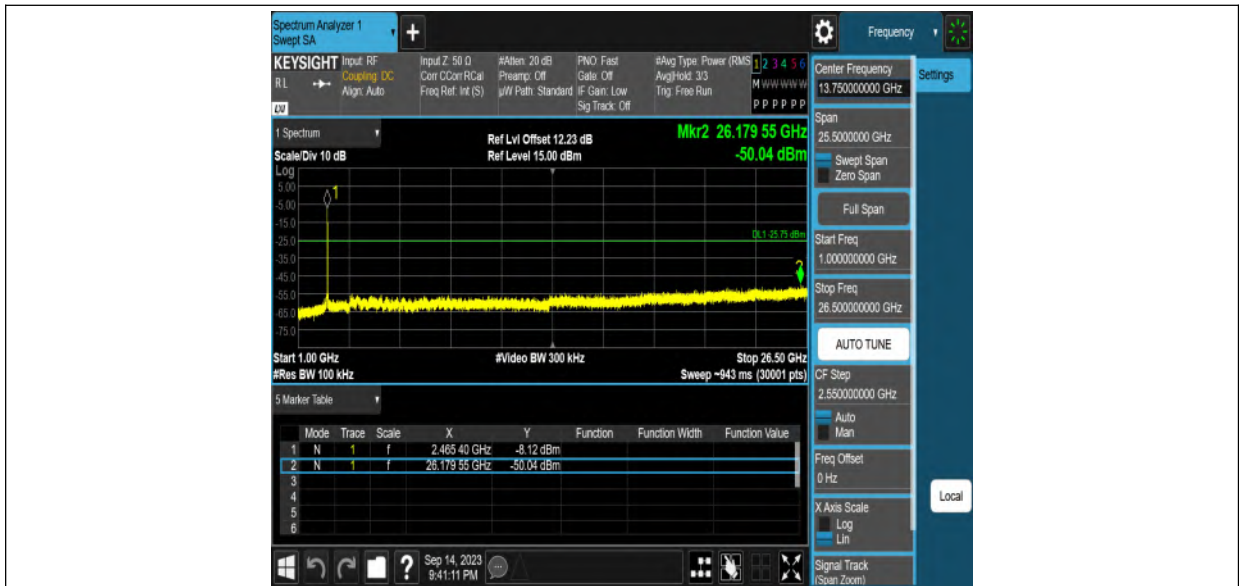 Spectrum Analyzer 1
Swept SA
+
Frequency
KEYSIGHT Input: RF Input Z: 50 Ω #Atten: 20 dB PNO: Fast #Avg Type: Power (RMS 1 2 3 4 5 6
R L Coupling: DC Corr CCorr RCal Preamp: Off Gate: Off Avg|Hold: 3/3 M W W W W W
Align: Auto Freq Ref: Int (S) µW Path: Standard IF Gain: Low Trig: Free Run
LXI Sig Track: Off P P P P P P
1 Spectrum
Scale/Div 10 dB
Ref Lvl Offset 12.23 dB
Ref Level 15.00 dBm
Mkr2 26.179 55 GHz
-50.04 dBm
Log
5.00
-5.00
-15.0
-25.0
-35.0
-45.0
-55.0
-65.0
-75.0
1
DL1 -25.75 dBm
2
Start 1.00 GHz #Video BW 300 kHz Stop 26.50 GHz
#Res BW 100 kHz Sweep ~943 ms (30001 pts)
5 Marker Table
Mode Trace Scale X Y Function Function Width Function Value
1 N 1 f 2.465 40 GHz -8.12 dBm
2 N 1 f 26.179 55 GHz -50.04 dBm
3
4
5
6
?
Sep 14, 2023
9:41:11 PM
Center Frequency
13.750000000 GHz
Settings
Span
25.5000000 GHz
Swept Span
Zero Span
Full Span
Start Freq
1.000000000 GHz
Stop Freq
26.500000000 GHz
AUTO TUNE
CF Step
2.550000000 GHz
Auto
Man
Freq Offset
0 Hz
X Axis Scale
Log
Lin
Local
Signal Track
(Span Zoom)